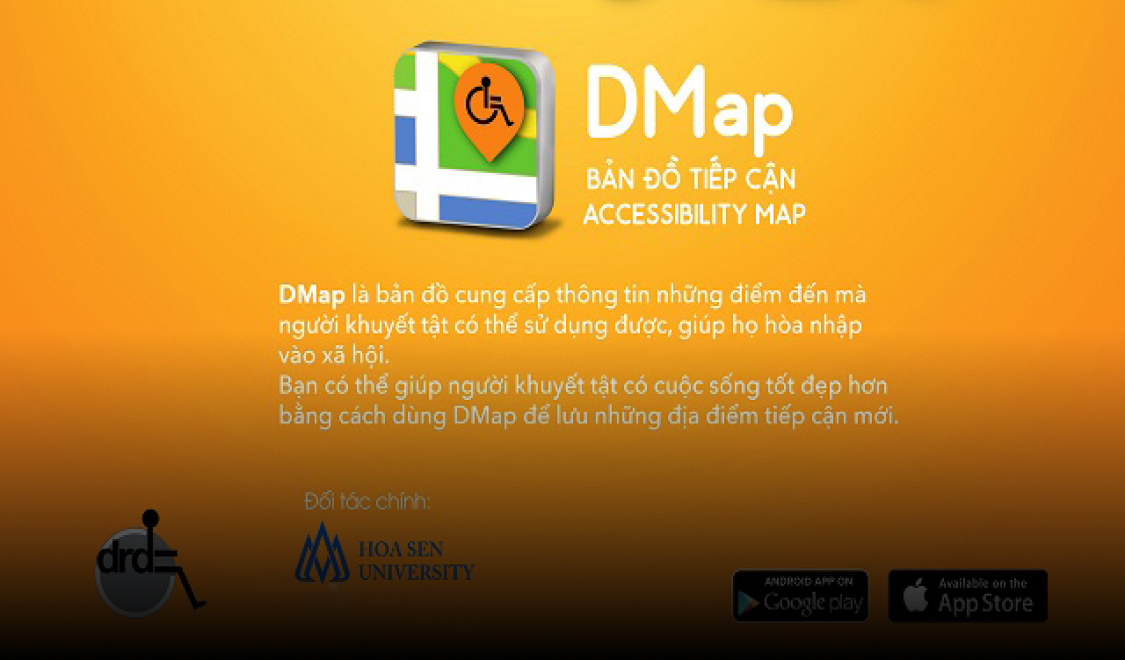 DMap
BẢN ĐỒ TIẾP CẬN
ACCESSIBILITY MAP
DMap là bản đồ cung cấp thông tin những điểm đến mà
người khuyết tật có thể sử dụng được, giúp họ hòa nhập
vào xã hội.
Bạn có thể giúp người khuyết tật có cuộc sống tốt đẹp hơn
bằng cách dùng DMap để lưu những địa điểm tiếp cận mới.
Đối tác chính:
drd
HOA SEN
UNIVERSITY
ANDROID APP ON
Google play
Available on the
App Store